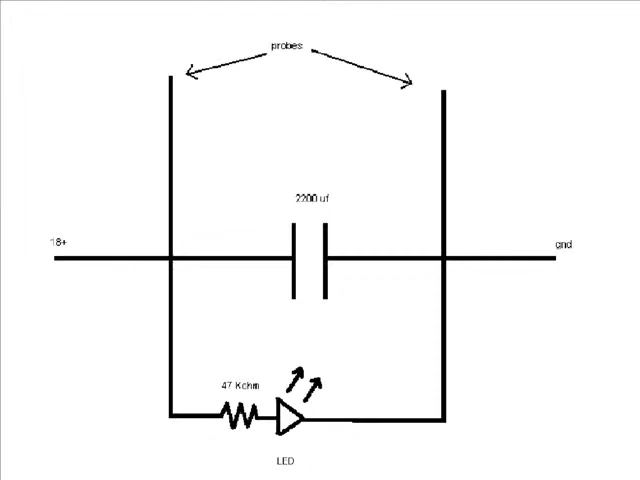 probes
2200 uf
18+
gnd
47 Kohm
LED